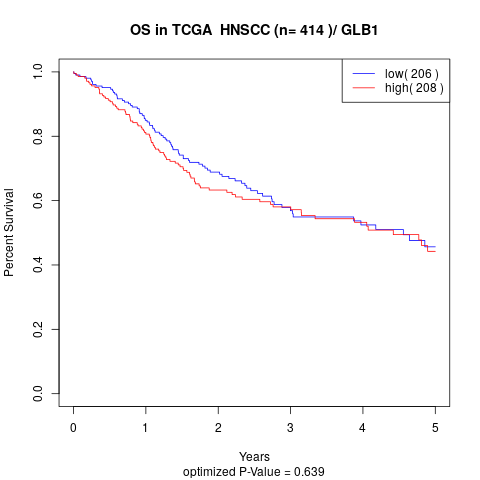 OS in TCGA  HNSCC (n= 414 )/ GLB1
low( 206 )
high( 208 )
Percent Survival
1.0
0.8
0.6
0.4
0.2
0.0
0 1 2 3 4 5
Years
optimized P-Value = 0.639